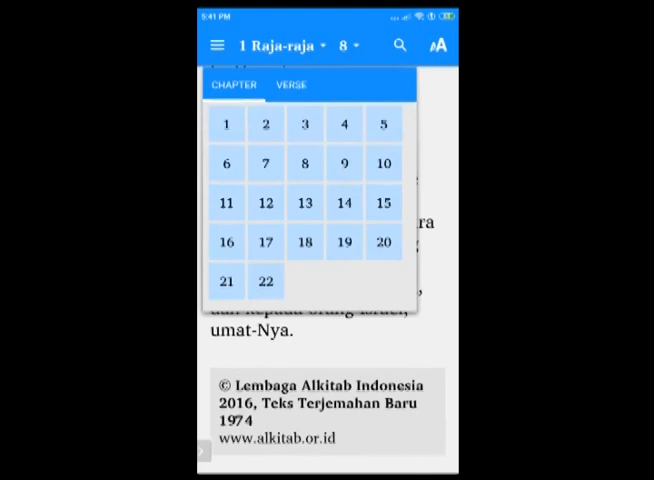 5:41 PM
1 Raja-raja 8
AA
CHAPTER VERSE
1 2 3 4 5
6 7 8 9 10
11 12 13 14 15
16 17 18 19 20
21 22
ra
umat-Nya.
© Lembaga Alkitab Indonesia
2016, Teks Terjemahan Baru
1974
www.alkitab.or.id